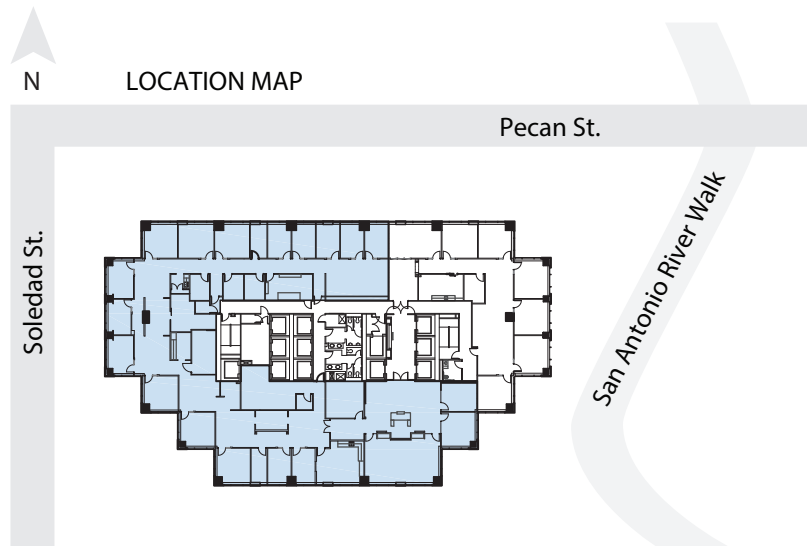 N
LOCATION MAP
Pecan St.
Soledad St.
San Antonio River Walk